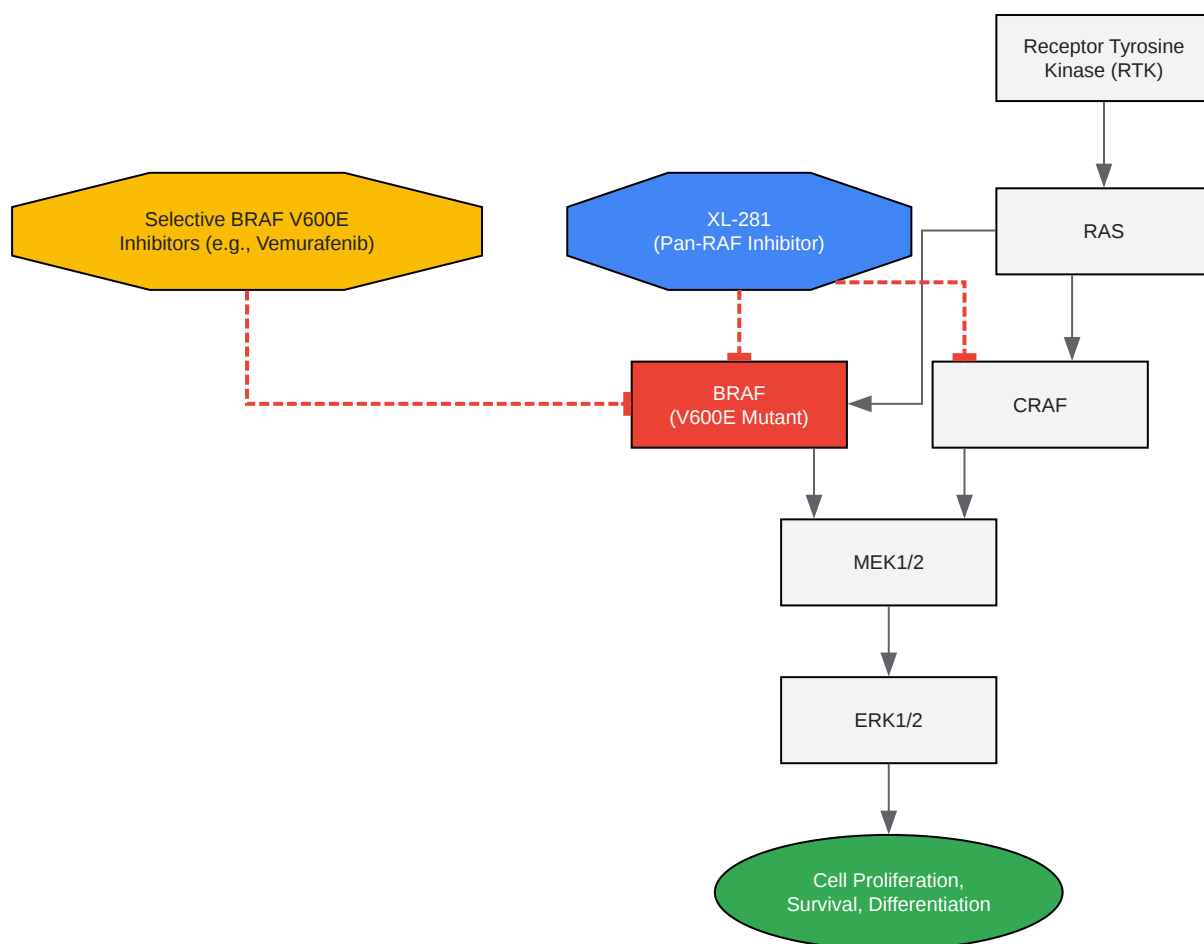 Receptor Tyrosine
Kinase (RTK)
Selective BRAF V600E
Inhibitors (e.g., Vemurafenib)
XL-281
(Pan-RAF Inhibitor)
RAS
BRAF
(V600E Mutant)
CRAF
MEK1/2
ERK1/2
Cell Proliferation,
Survival, Differentiation